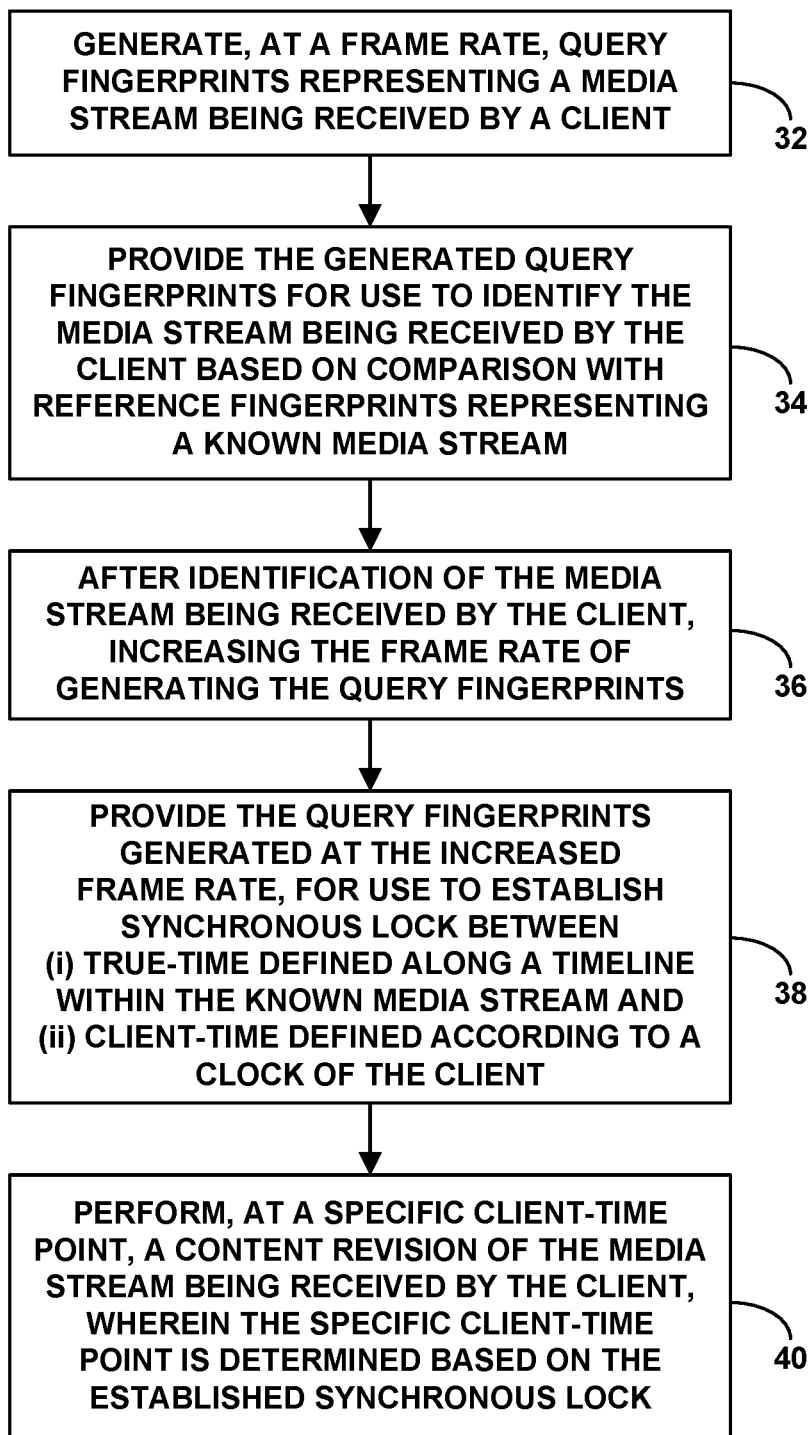 GENERATE, AT A FRAME RATE, QUERY
FINGERPRINTS REPRESENTING A MEDIA
STREAM BEING RECEIVED BY A CLIENT
32
PROVIDE THE GENERATED QUERY
FINGERPRINTS FOR USE TO IDENTIFY THE
MEDIA STREAM BEING RECEIVED BY THE
CLIENT BASED ON COMPARISON WITH
REFERENCE FINGERPRINTS REPRESENTING
A KNOWN MEDIA STREAM
34
AFTER IDENTIFICATION OF THE MEDIA
STREAM BEING RECEIVED BY THE CLIENT,
INCREASING THE FRAME RATE OF
GENERATING THE QUERY FINGERPRINTS
36
PROVIDE THE QUERY FINGERPRINTS
GENERATED AT THE INCREASED
FRAME RATE, FOR USE TO ESTABLISH
SYNCHRONOUS LOCK BETWEEN
(i) TRUE-TIME DEFINED ALONG A TIMELINE
WITHIN THE KNOWN MEDIA STREAM AND
(ii) CLIENT-TIME DEFINED ACCORDING TO A
CLOCK OF THE CLIENT
38
PERFORM, AT A SPECIFIC CLIENT-TIME
POINT, A CONTENT REVISION OF THE MEDIA
STREAM BEING RECEIVED BY THE CLIENT,
WHEREIN THE SPECIFIC CLIENT-TIME
POINT IS DETERMINED BASED ON THE
ESTABLISHED SYNCHRONOUS LOCK
40